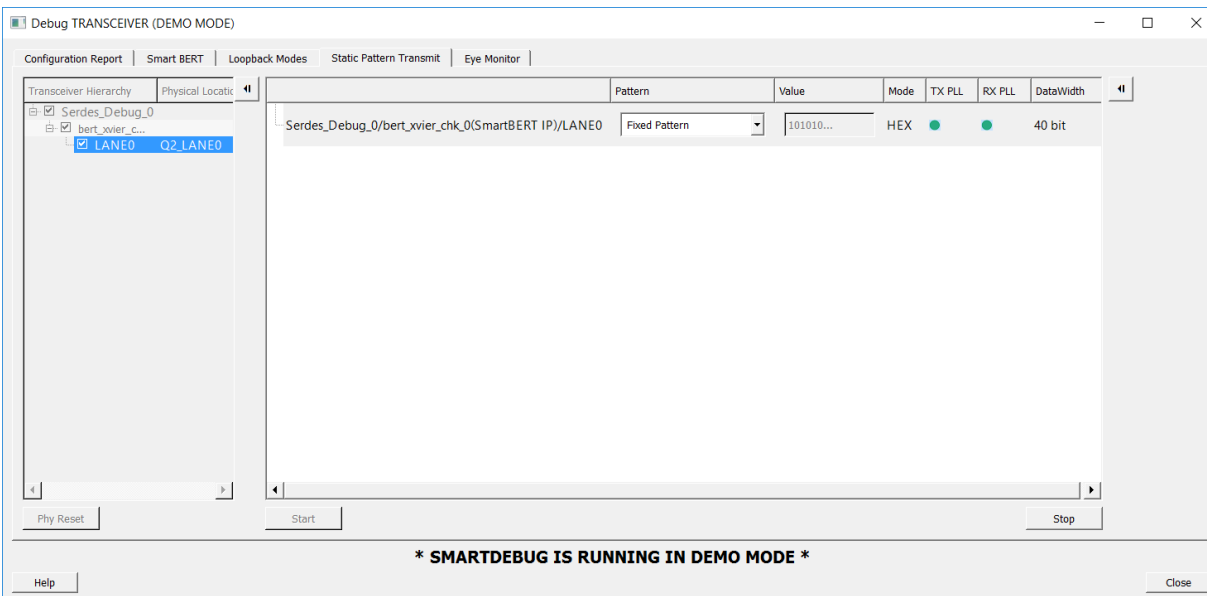 Debug TRANSCEIVER (DEMO MODE)
Configuration Report Smart BERT Loopback Modes Static Pattern Transmit Eye Monitor
Transceiver Hierarchy Physical Locatic Pattern Value Mode TX PLL RX PLL DataWidth
Serdes_Debug_0
bert_xvier_c...
LANE0 Q2_LANE0
Serdes_Debug_0/bert_xvier_chk_0(SmartBERT IP)/LANE0 Fixed Pattern 101010... HEX 40 bit
Phy Reset Start Stop
* SMARTDEBUG IS RUNNING IN DEMO MODE *
Help Close